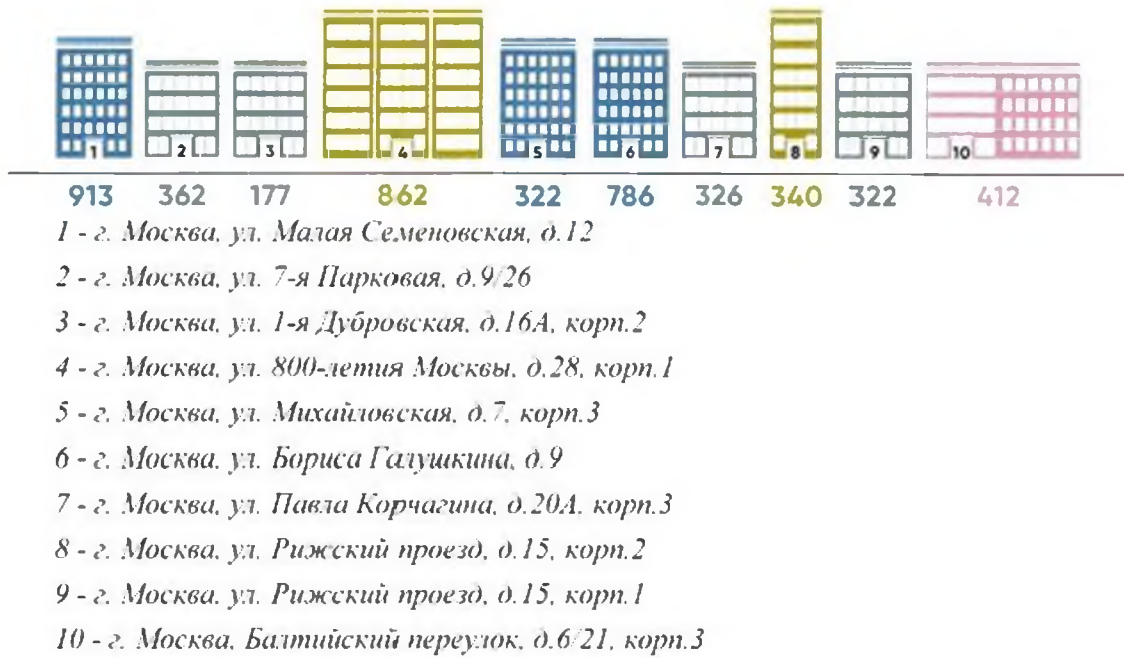 1 2 3 4 5 6 7 8 9 10
913 362 177 862 322 786 326 340 322 412
1 - г. Москва, ул. Малая Семеновская, д.12
2 - г. Москва, ул. 7-я Парковая, д.9/26
3 - г. Москва, ул. 1-я Дубровская, д.16А, корп.2
4 - г. Москва, ул. 800-летия Москвы, д.28, корп.1
5 - г. Москва, ул. Михайловская, д.7, корп.3
6 - г. Москва, ул. Бориса Галушкина, д.9
7 - г. Москва, ул. Павла Корчагина, д.20А, корп.3
8 - г. Москва, ул. Рижский проезд, д.15, корп.2
9 - г. Москва, ул. Рижский проезд, д.15, корп.1
10 - г. Москва, Балтийский переулок, д.6/21, корп.3